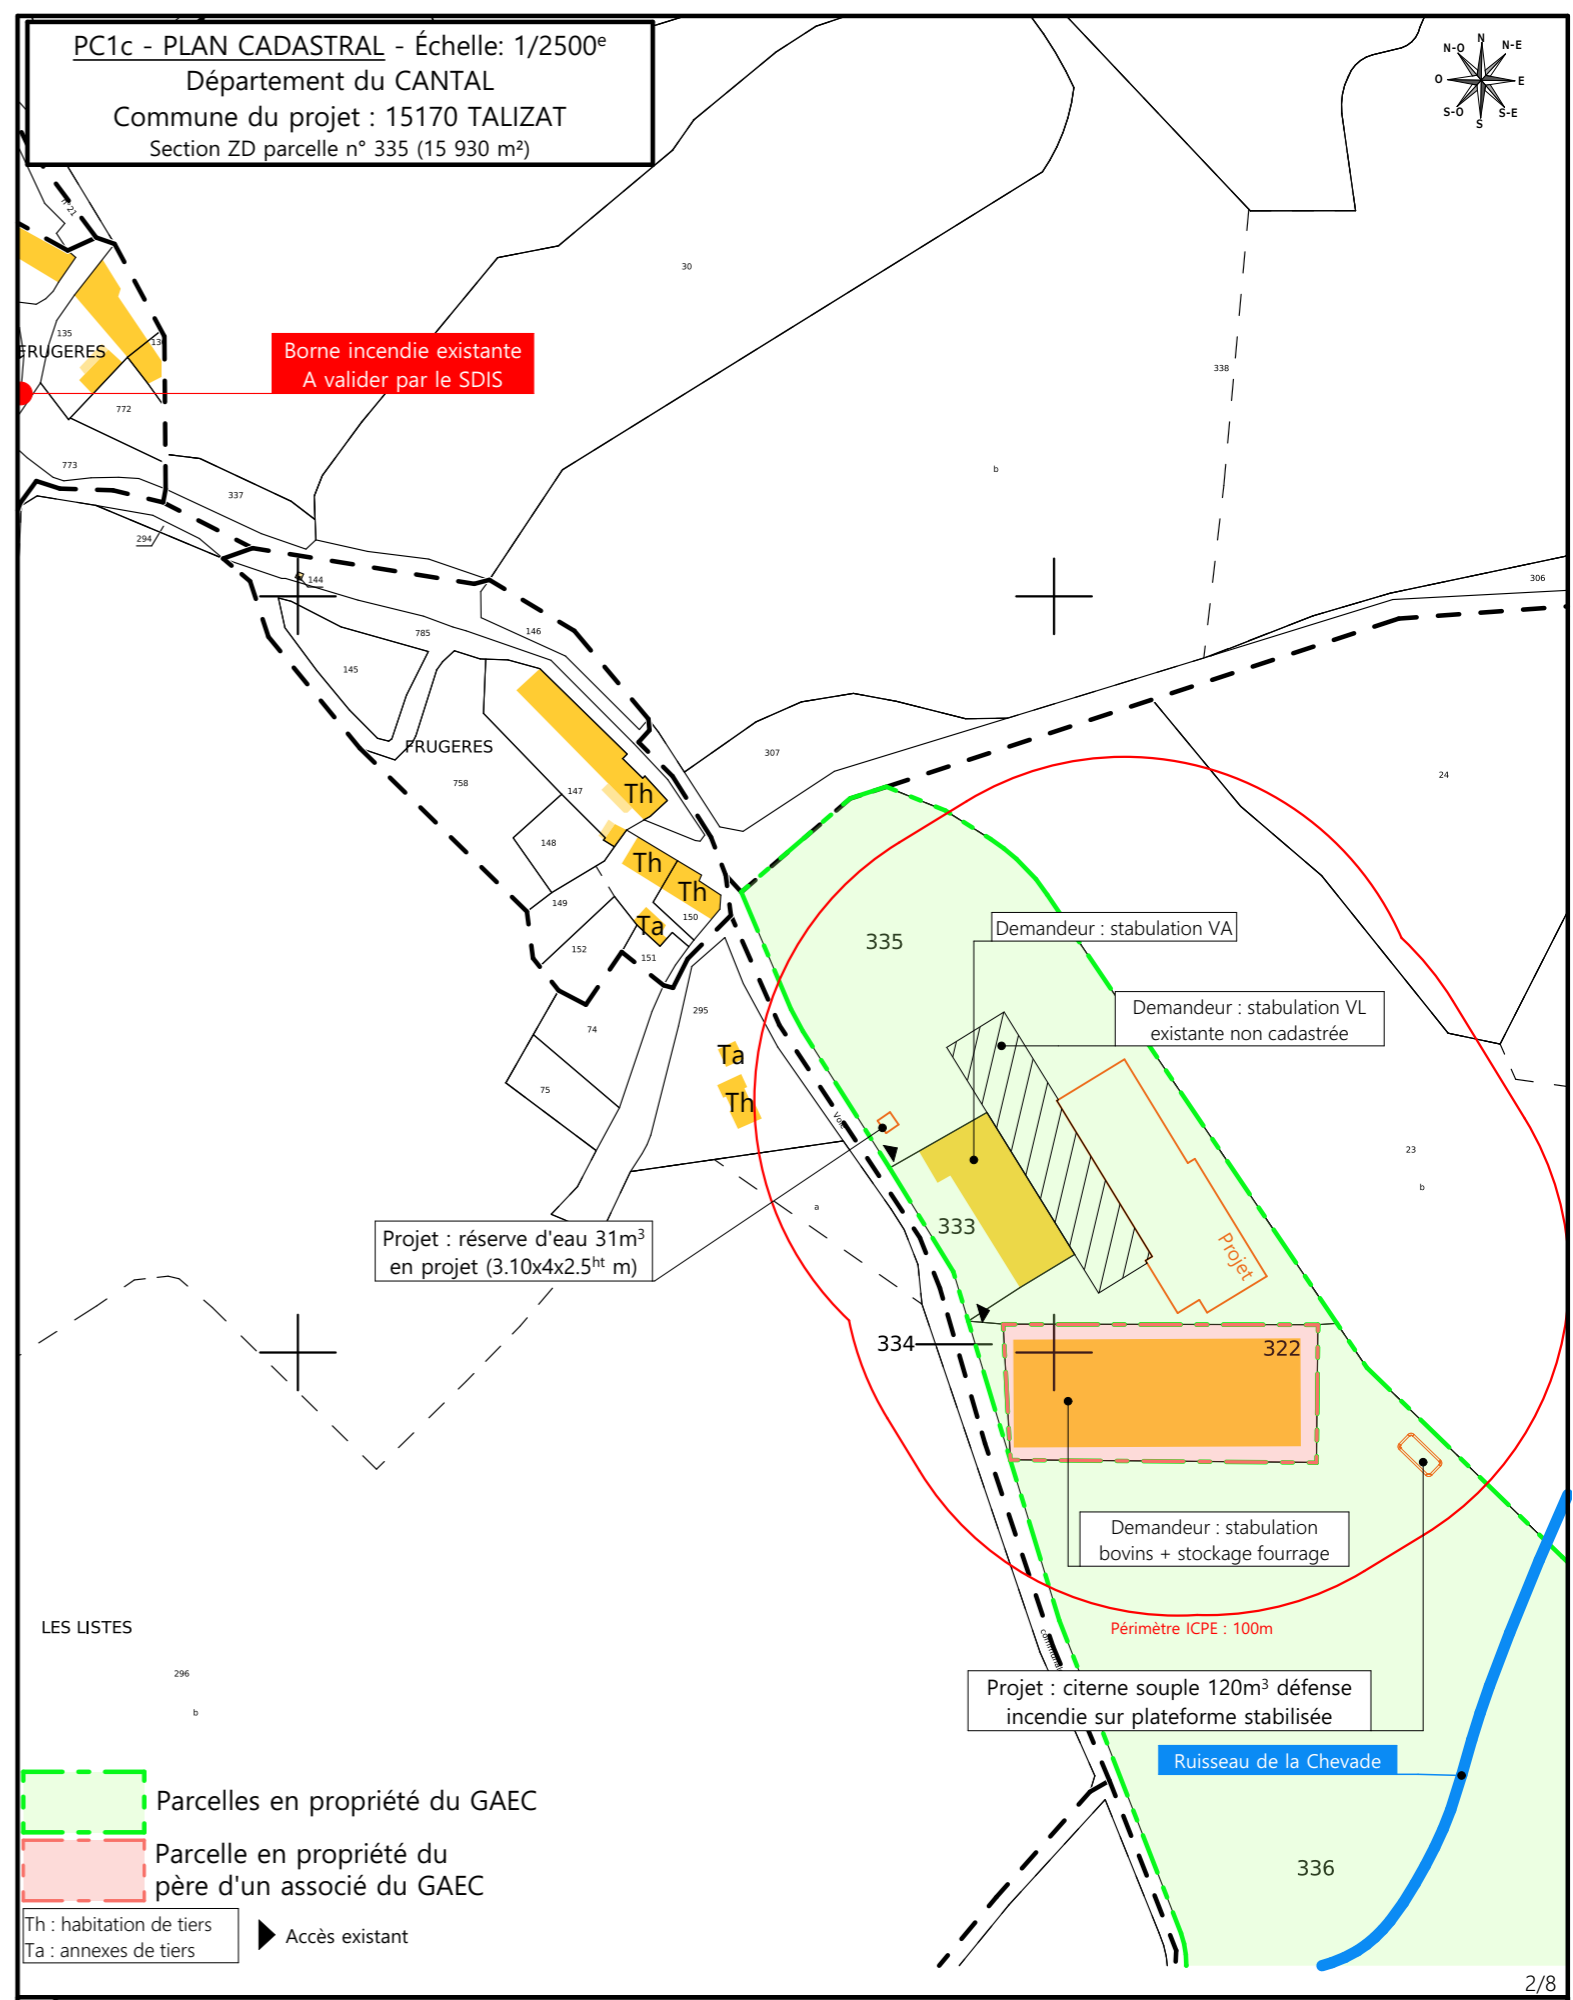 PC1c - PLAN CADASTRAL - Échelle: 1/2500e
Département du CANTAL
Commune du projet : 15170 TALIZAT
Section ZD parcelle n° 335 (15 930 m²)
N
N-O
N-E
O
E
S-O
S-E
S
n°21
30
135
FRUGERES
Borne incendie existante
A valider par le SDIS
338
772
773
b
337
294
144
306
785
146
145
FRUGERES
307
758
24
147
Th
148
Th
Th
149
150
Ta
335
Demandeur : stabulation VA
152
151
295
74
Demandeur : stabulation VL
existante non cadastrée
Ta
75
Th
Voie
23
b
a
333
Projet : réserve d'eau 31m³
en projet (3.10x4x2.5ht m)
Projet
334
322
Demandeur : stabulation
bovins + stockage fourrage
LES LISTES
Périmètre ICPE : 100m
296
b
Projet : citerne souple 120m³ défense
incendie sur plateforme stabilisée
Ruisseau de la Chevade
Parcelles en propriété du GAEC
Parcelle en propriété du
père d'un associé du GAEC
336
Th : habitation de tiers
Ta : annexes de tiers
Accès existant
2/8